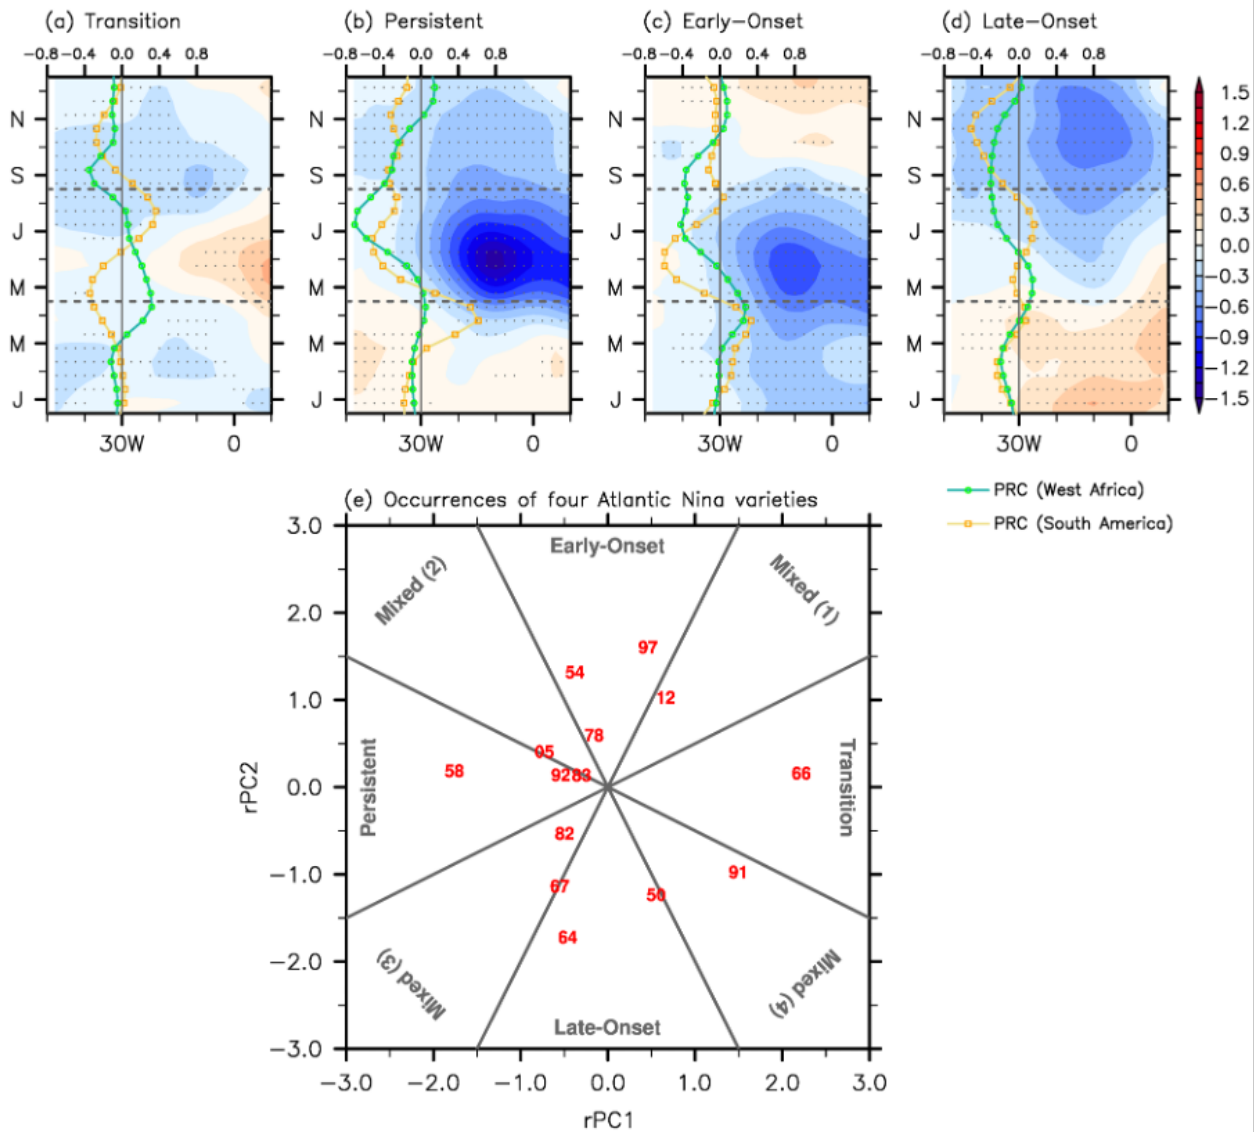 (a) Transition
(b) Persistent
(c) Early-Onset
(d) Late-Onset
-0.8 -0.4 0.0 0.4 0.8
-0.8 -0.4 0.0 0.4 0.8
-0.8 -0.4 0.0 0.4 0.8
-0.8 -0.4 0.0 0.4 0.8
N
S
J
M
M
J
30W 0
N
S
J
M
M
J
30W 0
N
S
J
M
M
J
30W 0
N
S
J
M
M
J
30W 0
1.5
1.2
0.9
0.6
0.3
0.0
-0.3
-0.6
-0.9
-1.2
-1.5
PRC (West Africa)
PRC (South America)
(e) Occurrences of four Atlantic Nina varieties
3.0
2.0
1.0
0.0
-1.0
-2.0
-3.0
rPC2
Early-Onset
Mixed (2)
Mixed (1)
97
54
12
78
05
58
92
83
66
Persistent
Transition
82
91
67
50
64
Mixed (3)
Mixed (4)
Late-Onset
-3.0 -2.0 -1.0 0.0 1.0 2.0 3.0
rPC1